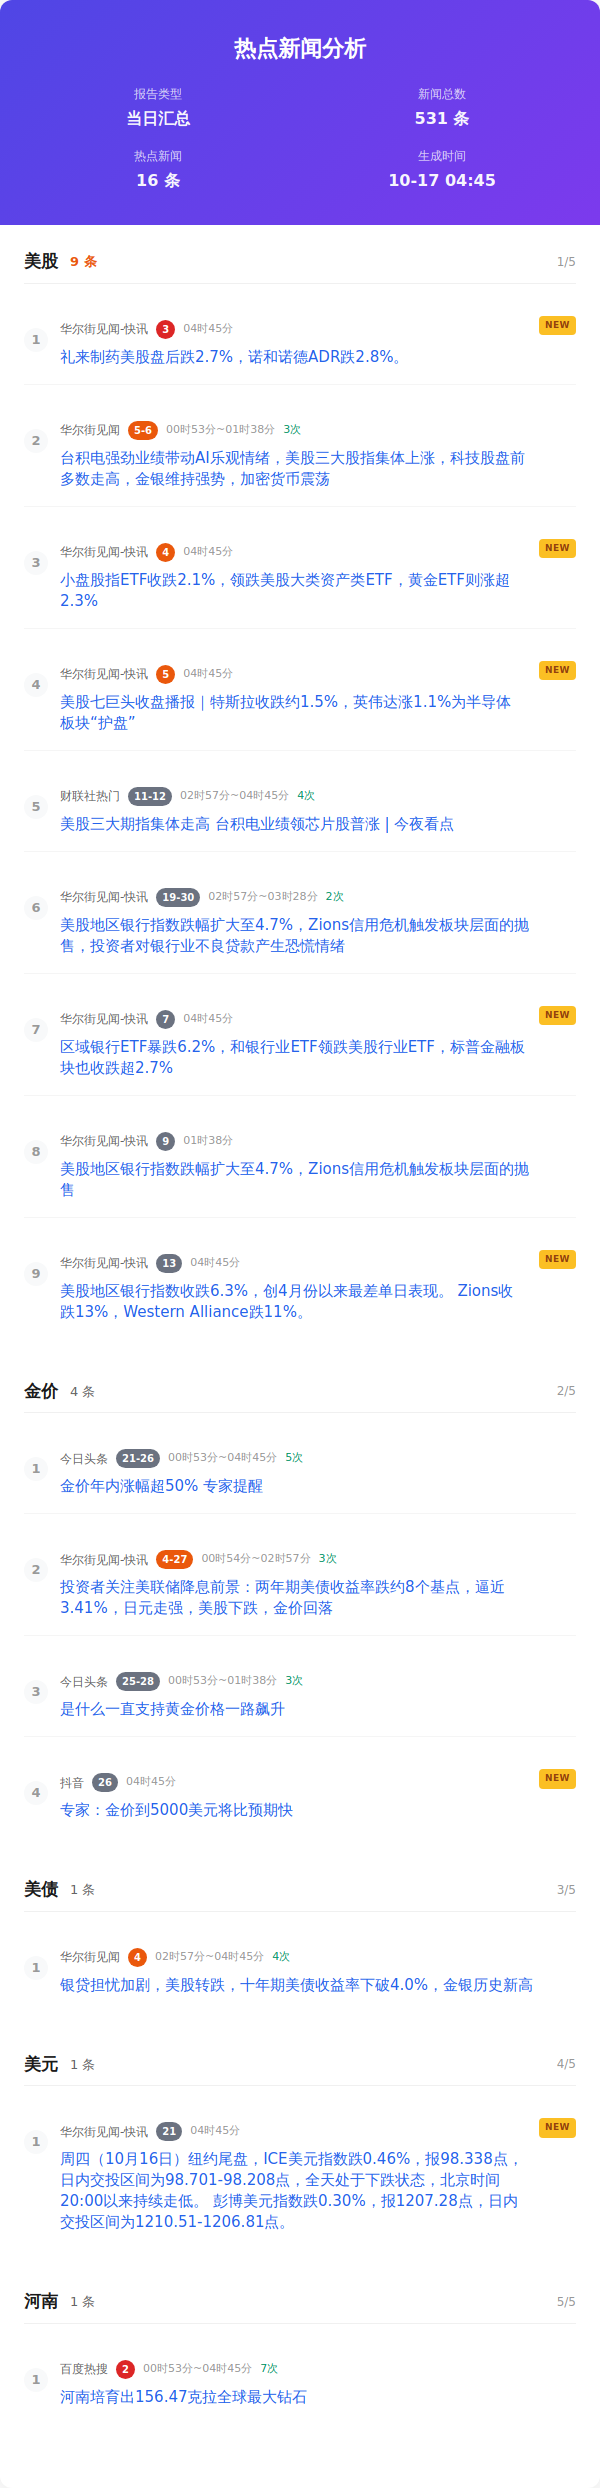 热点新闻分析
报告类型
当日汇总
新闻总数
531 条
热点新闻
16 条
生成时间
10-17 04:45
美股 9 条 1/5
1 华尔街见闻-快讯 3 04时45分 NEW
礼来制药美股盘后跌2.7%，诺和诺德ADR跌2.8%。
2 华尔街见闻 5-6 00时53分~01时38分 3次
台积电强劲业绩带动AI乐观情绪，美股三大股指集体上涨，科技股盘前
多数走高，金银维持强势，加密货币震荡
3 华尔街见闻-快讯 4 04时45分 NEW
小盘股指ETF收跌2.1%，领跌美股大类资产类ETF，黄金ETF则涨超
2.3%
4 华尔街见闻-快讯 5 04时45分 NEW
美股七巨头收盘播报｜特斯拉收跌约1.5%，英伟达涨1.1%为半导体
板块“护盘”
5 财联社热门 11-12 02时57分~04时45分 4次
美股三大期指集体走高 台积电业绩领芯片股普涨 | 今夜看点
6 华尔街见闻-快讯 19-30 02时57分~03时28分 2次
美股地区银行指数跌幅扩大至4.7%，Zions信用危机触发板块层面的抛
售，投资者对银行业不良贷款产生恐慌情绪
7 华尔街见闻-快讯 7 04时45分 NEW
区域银行ETF暴跌6.2%，和银行业ETF领跌美股行业ETF，标普金融板
块也收跌超2.7%
8 华尔街见闻-快讯 9 01时38分
美股地区银行指数跌幅扩大至4.7%，Zions信用危机触发板块层面的抛
售
9 华尔街见闻-快讯 13 04时45分 NEW
美股地区银行指数收跌6.3%，创4月份以来最差单日表现。 Zions收
跌13%，Western Alliance跌11%。
金价 4 条 2/5
1 今日头条 21-26 00时53分~04时45分 5次
金价年内涨幅超50% 专家提醒
2 华尔街见闻-快讯 4-27 00时54分~02时57分 3次
投资者关注美联储降息前景：两年期美债收益率跌约8个基点，逼近
3.41%，日元走强，美股下跌，金价回落
3 今日头条 25-28 00时53分~01时38分 3次
是什么一直支持黄金价格一路飙升
4 抖音 26 04时45分 NEW
专家：金价到5000美元将比预期快
美债 1 条 3/5
1 华尔街见闻 4 02时57分~04时45分 4次
银贷担忧加剧，美股转跌，十年期美债收益率下破4.0%，金银历史新高
美元 1 条 4/5
1 华尔街见闻-快讯 21 04时45分 NEW
周四（10月16日）纽约尾盘，ICE美元指数跌0.46%，报98.338点，
日内交投区间为98.701-98.208点，全天处于下跌状态，北京时间
20:00以来持续走低。 彭博美元指数跌0.30%，报1207.28点，日内
交投区间为1210.51-1206.81点。
河南 1 条 5/5
1 百度热搜 2 00时53分~04时45分 7次
河南培育出156.47克拉全球最大钻石